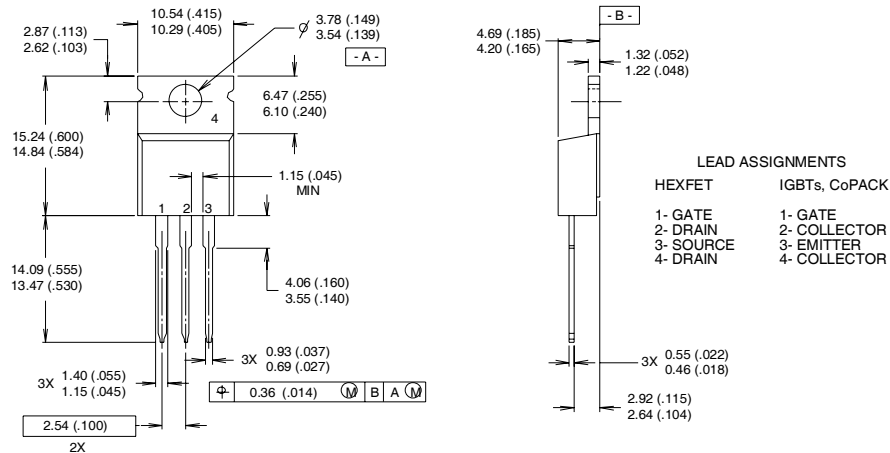 10.54 (.415)
10.29 (.405)
3.78 (.149)
3.54 (.139)
- A -
2.87 (.113)
2.62 (.103)
6.47 (.255)
6.10 (.240)
4
15.24 (.600)
14.84 (.584)
1.15 (.045)
MIN
1 2 3
14.09 (.555)
13.47 (.530)
4.06 (.160)
3.55 (.140)
3X 0.93 (.037)
0.69 (.027)
3X 1.40 (.055)
1.15 (.045)
⌖ 0.36 (.014) Ⓜ B A Ⓜ
2.54 (.100)
2X
- B -
4.69 (.185)
4.20 (.165)
1.32 (.052)
1.22 (.048)
3X 0.55 (.022)
0.46 (.018)
2.92 (.115)
2.64 (.104)
LEAD ASSIGNMENTS
HEXFET
1- GATE
2- DRAIN
3- SOURCE
4- DRAIN
IGBTs, CoPACK
1- GATE
2- COLLECTOR
3- EMITTER
4- COLLECTOR